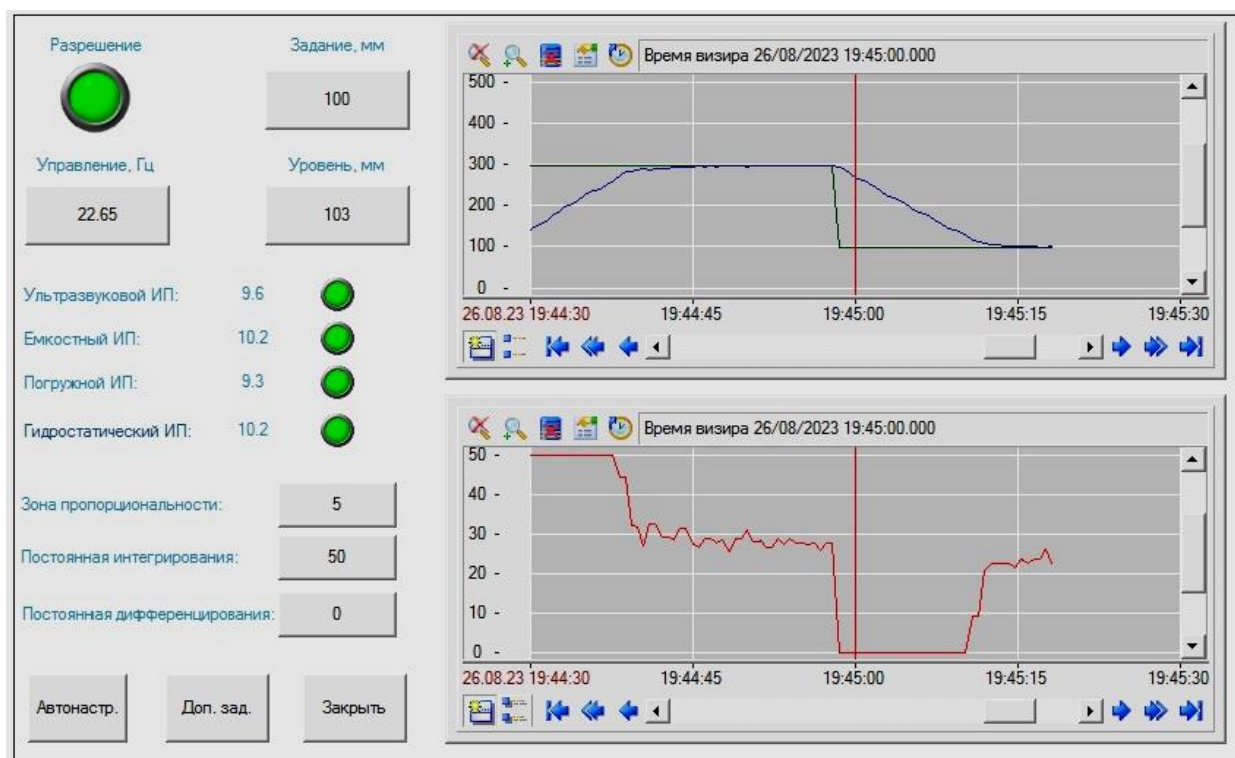 Разрешение
Задание, мм
100
Управление, Гц
Уровень, мм
22.65
103
Ультразвуковой ИП: 9.6
Емкостный ИП: 10.2
Погружной ИП: 9.3
Гидростатический ИП: 10.2
Зона пропорциональности: 5
Постоянная интегрирования: 50
Постоянная дифференцирования: 0
Автонастр.
Доп. зад.
Закрыть
Время визира 26/08/2023 19:45:00.000
500 -
400 -
300 -
200 -
100 -
0 -
26.08.23 19:44:30 19:44:45 19:45:00 19:45:15 19:45:30
Время визира 26/08/2023 19:45:00.000
50 -
40 -
30 -
20 -
10 -
0 -
26.08.23 19:44:30 19:44:45 19:45:00 19:45:15 19:45:30